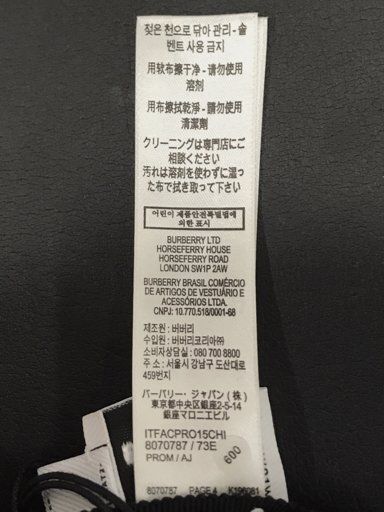 젖은 천으로 닦아 관리 - 솔
벤트 사용 금지
用软布擦干净 - 请勿使用
溶剂
用布擦拭乾淨 - 請勿使用
清潔劑
クリーニングは専門店にご
相談ください
汚れは溶剤を使わずに湿っ
た布で拭き取って下さい
어린이 제품안전특별법에
의한 표시
BURBERRY LTD
HORSEFERRY HOUSE
HORSEFERRY ROAD
LONDON SW1P 2AW
BURBERRY BRASIL COMÉRCIO
DE ARTIGOS DE VESTUÁRIO E
ACESSÓRIOS LTDA.
CNPJ: 10.770.518/0001-68
제조원 : 버버리
수입원 : 버버리코리아㈜
소비자상담실 : 080 700 8800
주소 : 서울시 강남구 도산대로
459번지
バーバリー・ジャパン (株)
東京都中央区銀座2-5-14
銀座マロニエビル
ITFACPRO15CHI
8070787 / 73E
PROM / AJ
600
8070787 PAGE 4 K196081